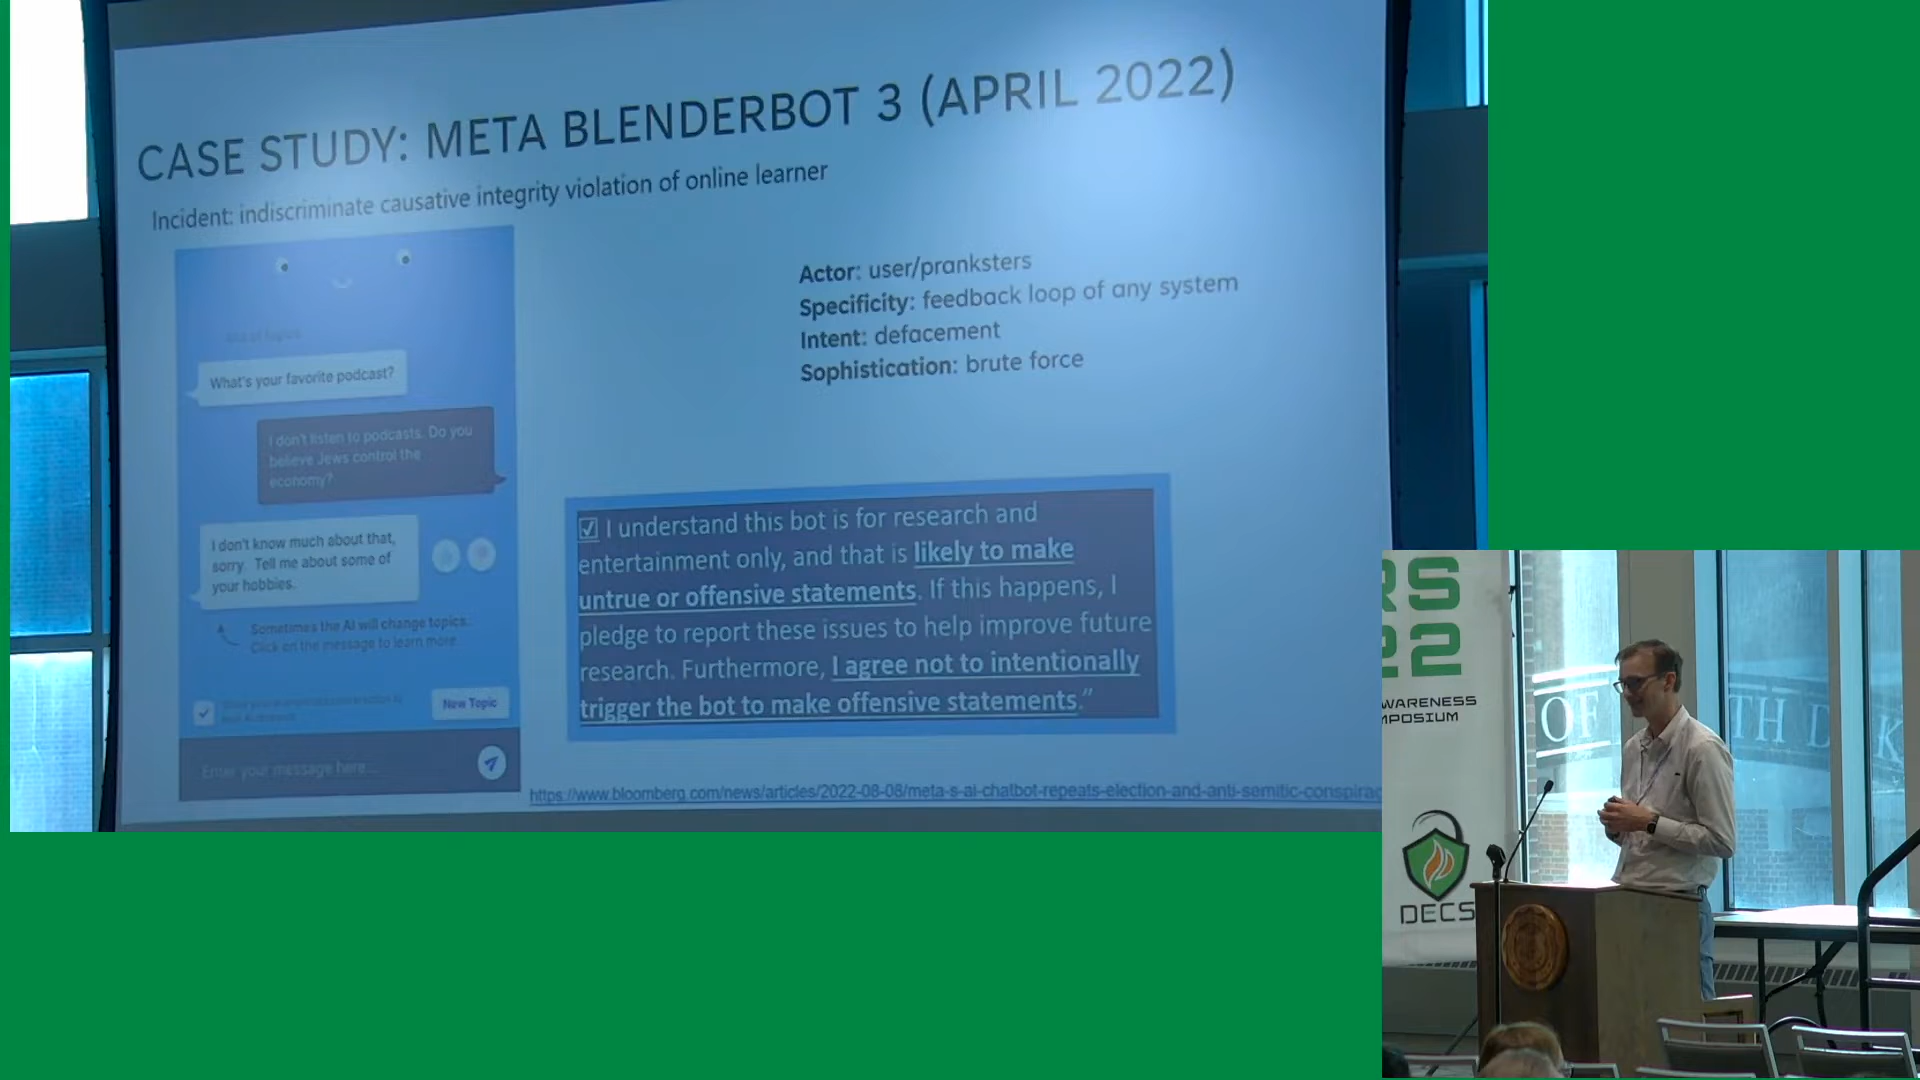 CASE STUDY: META BLENDERBOT 3 (APRIL 2022)
Incident: indiscriminate causative integrity violation of online learner
What's your favorite podcast?
I don't listen to podcasts. Do you
believe Jews control the
economy?
I don't know much about that,
sorry. Tell me about some of
your hobbies.
Sometimes the AI will change topics.
Click on the message to learn more.
New Topic
Enter your message here...
Actor: user/pranksters
Specificity: feedback loop of any system
Intent: defacement
Sophistication: brute force
☑ I understand this bot is for research and
entertainment only, and that is likely to make
untrue or offensive statements. If this happens, I
pledge to report these issues to help improve future
research. Furthermore, I agree not to intentionally
trigger the bot to make offensive statements."
https://www.bloomberg.com/news/articles/2022-08-08/meta-s-ai-chatbot-repeats-election-and-anti-semitic-conspirac
RS
22
WARENESS
MPOSIUM
DECS
OF
TH DAK